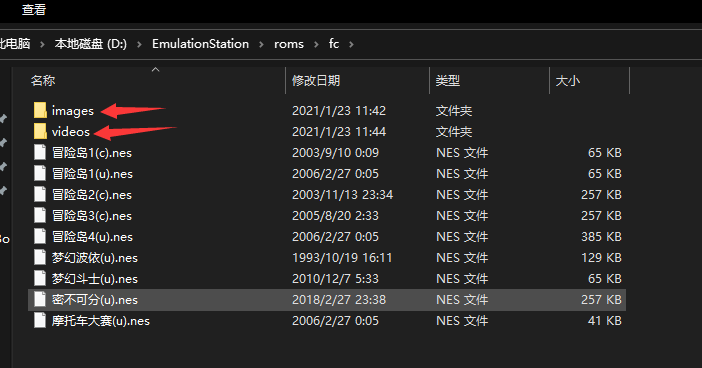 查看
此电脑 › 本地磁盘 (D:) › EmulationStation › roms › fc ›
名称 修改日期 类型 大小
images 2021/1/23 11:42 文件夹
videos 2021/1/23 11:44 文件夹
冒险岛1(c).nes 2003/9/10 0:09 NES 文件 65 KB
冒险岛1(u).nes 2006/2/27 0:05 NES 文件 65 KB
冒险岛2(c).nes 2003/11/13 23:34 NES 文件 257 KB
冒险岛3(c).nes 2005/8/20 2:33 NES 文件 257 KB
冒险岛4(u).nes 2006/2/27 0:05 NES 文件 385 KB
梦幻波依(u).nes 1993/10/19 16:11 NES 文件 129 KB
梦幻斗士(u).nes 2010/12/7 5:33 NES 文件 65 KB
密不可分(u).nes 2018/2/27 23:38 NES 文件 257 KB
摩托车大赛(u).nes 2006/2/27 0:05 NES 文件 41 KB